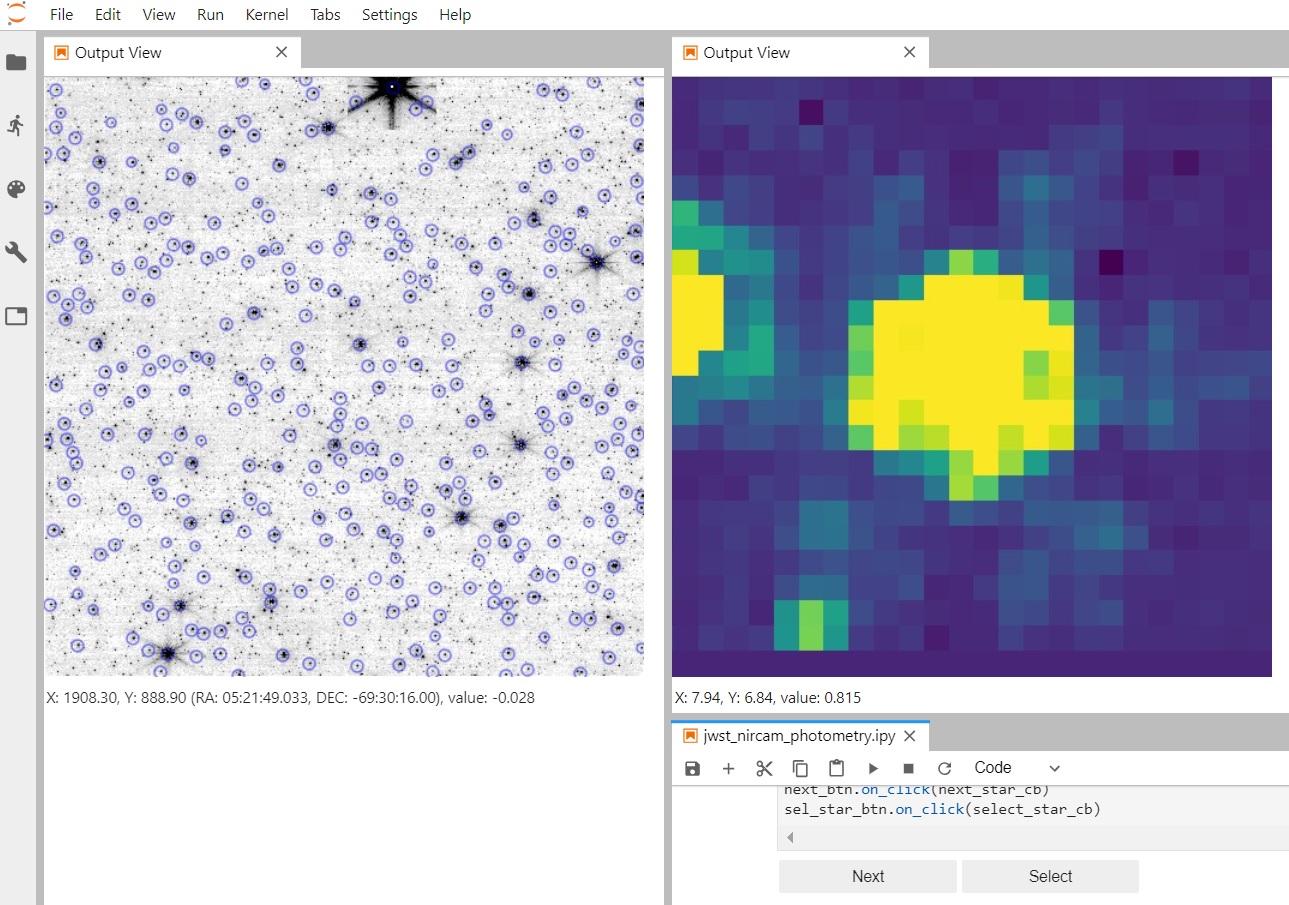 File Edit View Run Kernel Tabs Settings Help
Output View
X: 1908.30, Y: 888.90 (RA: 05:21:49.033, DEC: -69:30:16.00), value: -0.028
Output View
X: 7.94, Y: 6.84, value: 0.815
jwst_nircam_photometry.ipy
Code
next_btn.on_click(next_star_cb)
sel_star_btn.on_click(select_star_cb)
Next Select